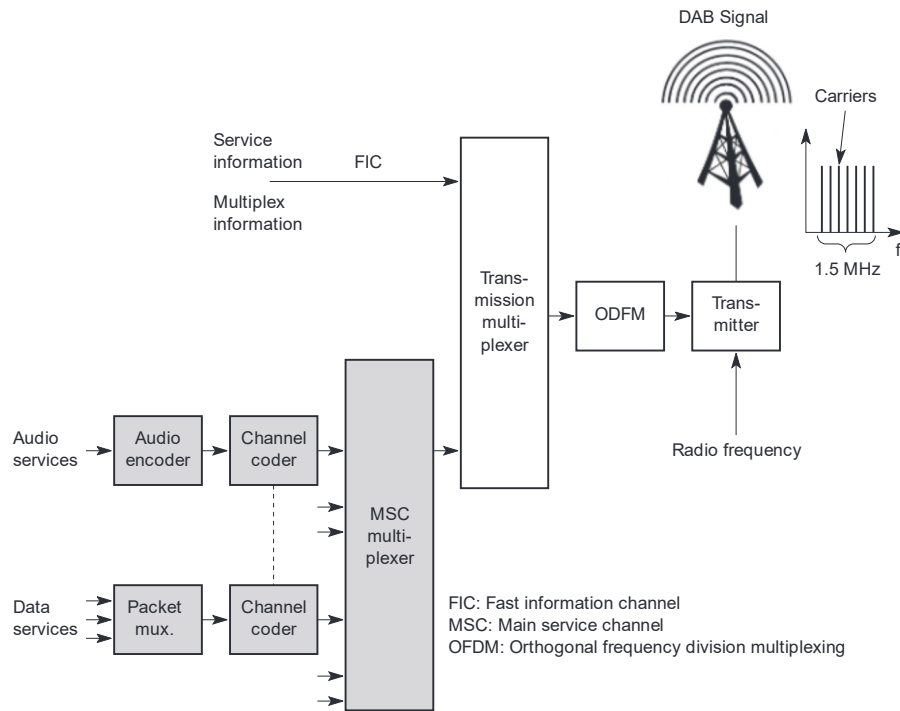 DAB Signal
Carriers
f
1.5 MHz
Service
information
FIC
Multiplex
information
Trans-
mission
multi-
plexer
ODFM
Trans-
mitter
Radio frequency
Audio
services
Audio
encoder
Channel
coder
MSC
multi-
plexer
Data
services
Packet
mux.
Channel
coder
FIC: Fast information channel
MSC: Main service channel
OFDM: Orthogonal frequency division multiplexing